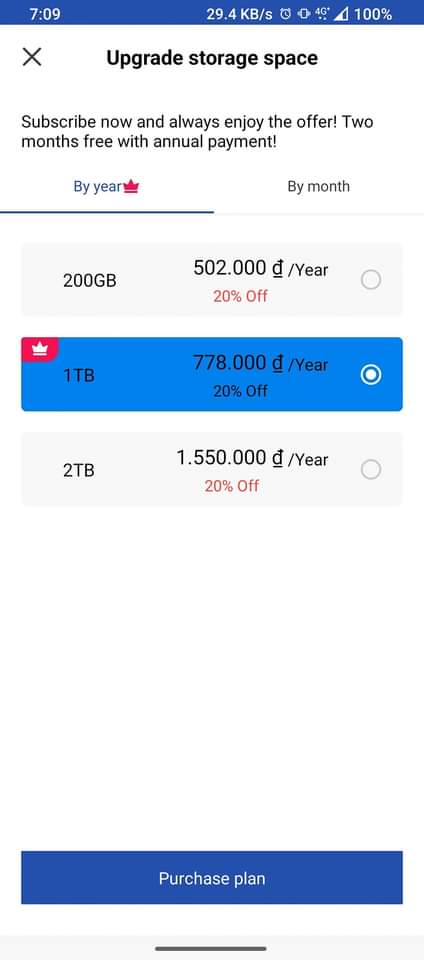 7:09 29.4 KB/s 4G+ 100%
Upgrade storage space
Subscribe now and always enjoy the offer! Two
months free with annual payment!
By year By month
200GB 502.000 ₫ /Year
20% Off
1TB 778.000 ₫ /Year
20% Off
2TB 1.550.000 ₫ /Year
20% Off
Purchase plan